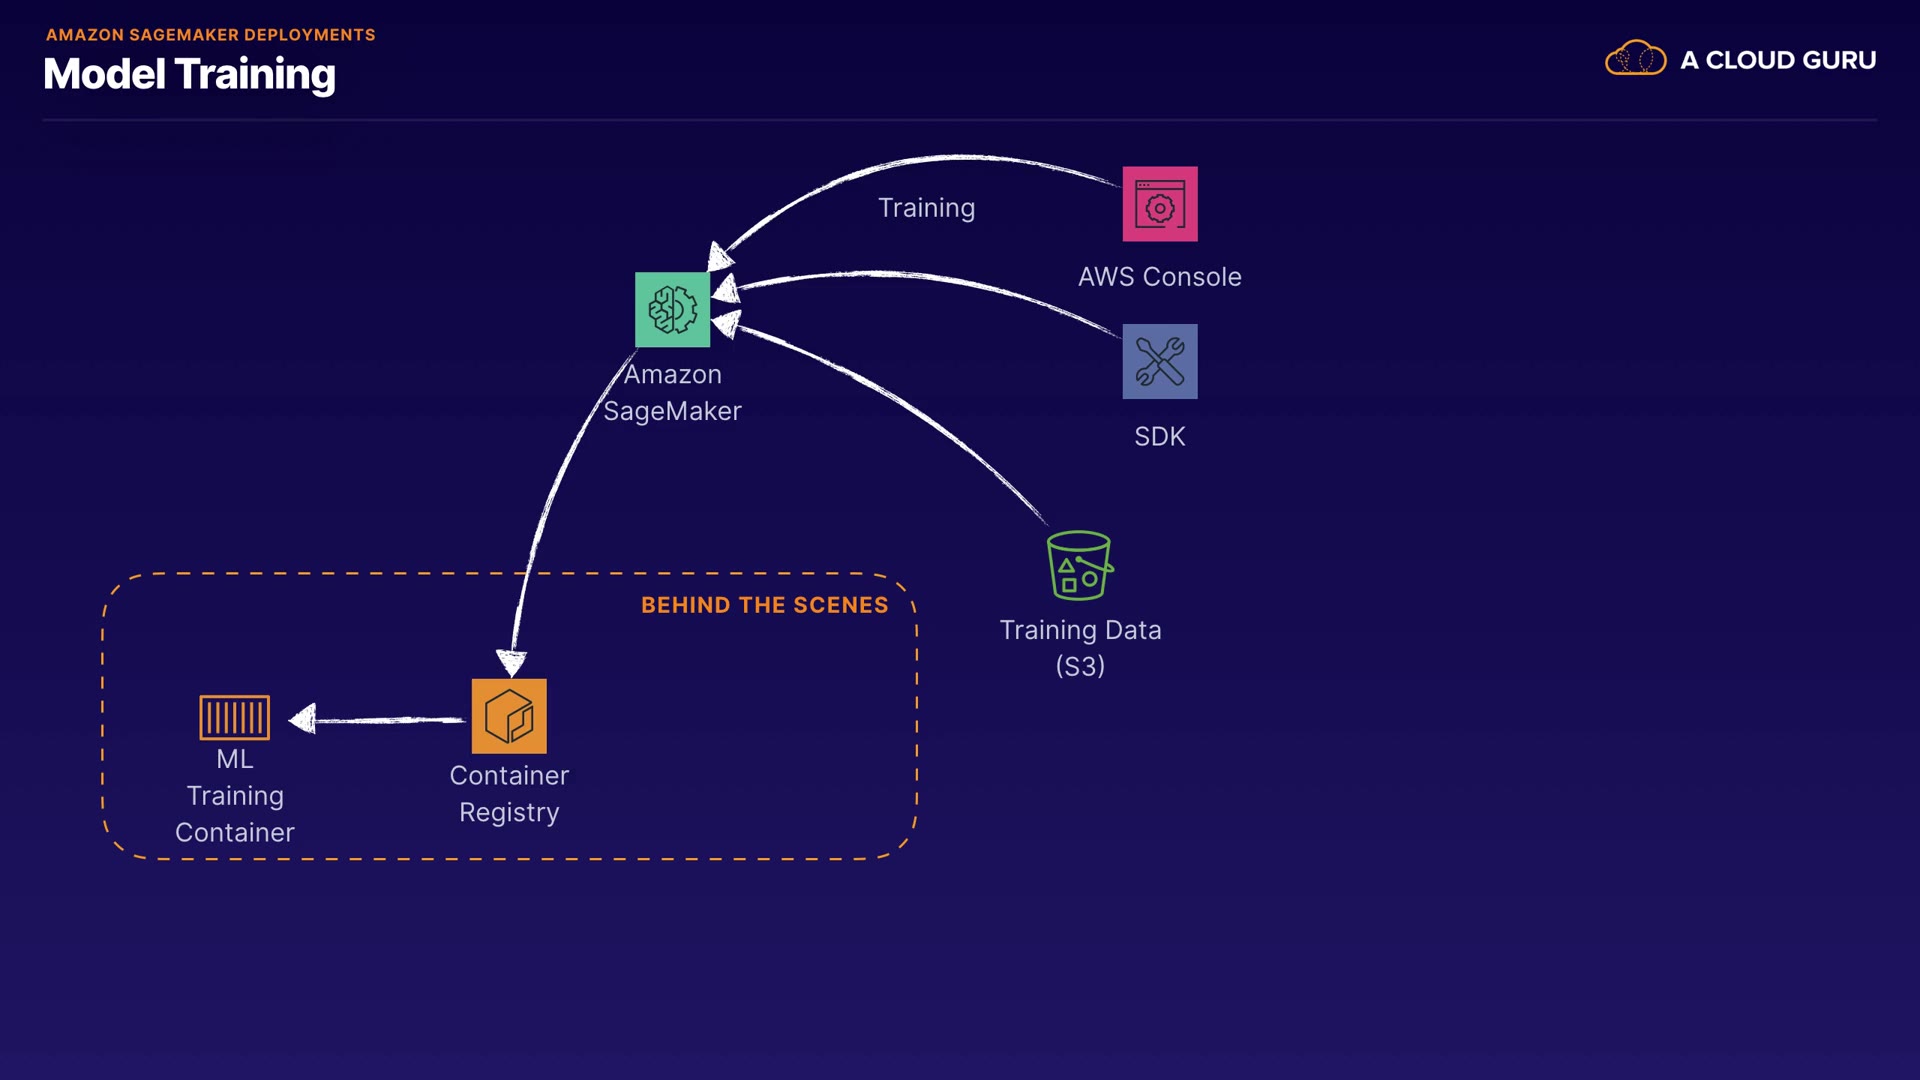 AMAZON SAGEMAKER DEPLOYMENTS
Model Training
A CLOUD GURU
Training
AWS Console
Amazon
SageMaker
SDK
BEHIND THE SCENES
Training Data
(S3)
ML
Training
Container
Container
Registry